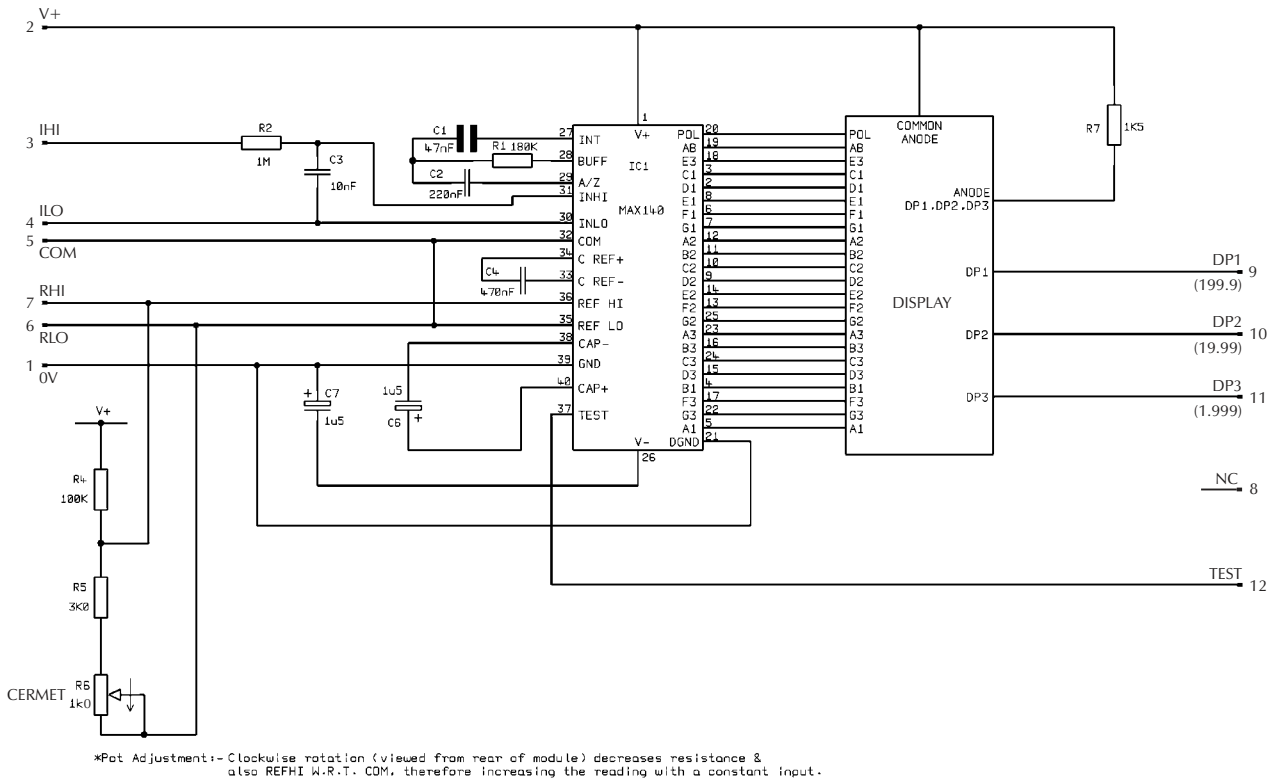 V+
2
IHI
3
R2
1M
C3
10nF
ILO
4
5
COM
RHI
7
6
RLO
1
0V
C1
47nF
R1 180K
C2
220nF
C4
470nF
+
C7
1u5
1u5
C6
+
1
V+
IC1
MAX140
27 INT
28 BUFF
29 A/Z
31 INHI
30 INLO
32 COM
34 C REF+
33 C REF-
36 REF HI
35 REF LO
38 CAP-
39 GND
40 CAP+
37 TEST
V-
26
POL 20 POL
AB 19 AB
E3 18 E3
C1 3 C1
D1 2 D1
E1 8 E1
F1 6 F1
G1 7 G1
A2 12 A2
B2 11 B2
C2 10 C2
D2 9 D2
E2 14 E2
F2 13 F2
G2 25 G2
A3 23 A3
B3 16 B3
C3 24 C3
D3 15 D3
B1 4 B1
F3 17 F3
G3 22 G3
A1 5 A1
DGND 21
COMMON
ANODE
ANODE
DP1,DP2,DP3
DP1
DISPLAY
DP2
DP3
R7
1K5
DP1
9
(199.9)
DP2
10
(19.99)
DP3
11
(1.999)
NC
8
TEST
12
V+
R4
100K
R5
3K0
CERMET
R6
1k0
*Pot Adjustment:- Clockwise rotation (viewed from rear of module) decreases resistance &
also REFHI W.R.T. COM, therefore increasing the reading with a constant input.